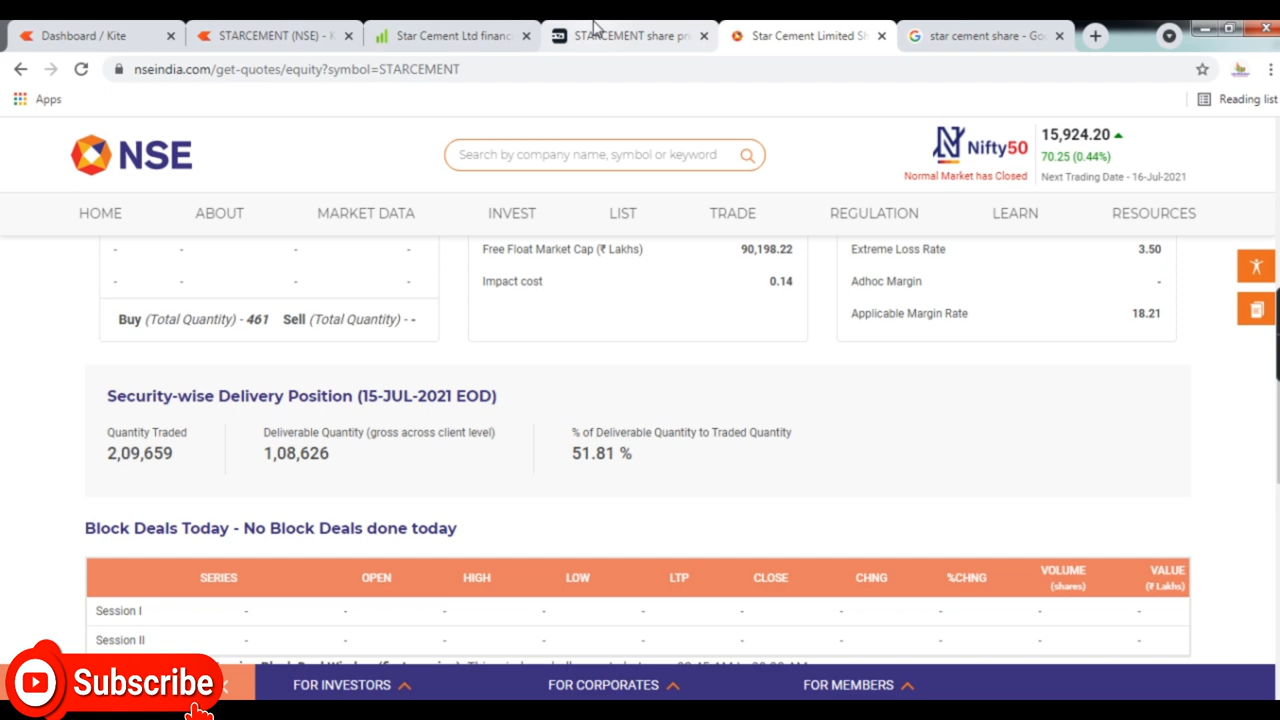 Dashboard / Kite
STARCEMENT (NSE) - K
Star Cement Ltd financ
STARCEMENT share pri
Star Cement Limited Sh
star cement share - Goo
nseindia.com/get-quotes/equity?symbol=STARCEMENT
Apps
Reading list
NSE
Search by company name, symbol or keyword
Nifty50
15,924.20
70.25 (0.44%)
Normal Market has Closed
Next Trading Date - 16-Jul-2021
HOME ABOUT MARKET DATA INVEST LIST TRADE REGULATION LEARN RESOURCES
- - - -
Free Float Market Cap (₹ Lakhs) 90,198.22
Extreme Loss Rate 3.50
- - - -
Impact cost 0.14
Adhoc Margin -
Buy (Total Quantity) - 461 Sell (Total Quantity) - -
Applicable Margin Rate 18.21
Security-wise Delivery Position (15-JUL-2021 EOD)
Quantity Traded
2,09,659
Deliverable Quantity (gross across client level)
1,08,626
% of Deliverable Quantity to Traded Quantity
51.81 %
Block Deals Today - No Block Deals done today
SERIES OPEN HIGH LOW LTP CLOSE CHNG %CHNG VOLUME (shares) VALUE (₹ Lakhs)
Session I - - - - - - - - -
Session II - - - - - - - - -
FOR INVESTORS FOR CORPORATES FOR MEMBERS
Subscribe